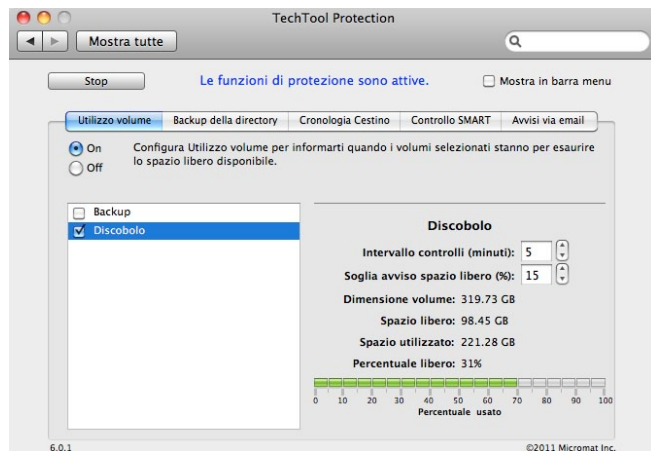 TechTool Protection
Mostra tutte
Stop
Le funzioni di protezione sono attive.
Mostra in barra menu
Utilizzo volume
Backup della directory
Cronologia Cestino
Controllo SMART
Avvisi via email
On
Off
Configura Utilizzo volume per informarti quando i volumi selezionati stanno per esaurire
lo spazio libero disponibile.
Backup
Discobolo
Discobolo
Intervallo controlli (minuti): 5
Soglia avviso spazio libero (%): 15
Dimensione volume: 319.73 GB
Spazio libero: 98.45 GB
Spazio utilizzato: 221.28 GB
Percentuale libero: 31%
0 10 20 30 40 50 60 70 80 90 100
Percentuale usato
6.0.1
©2011 Micromat Inc.